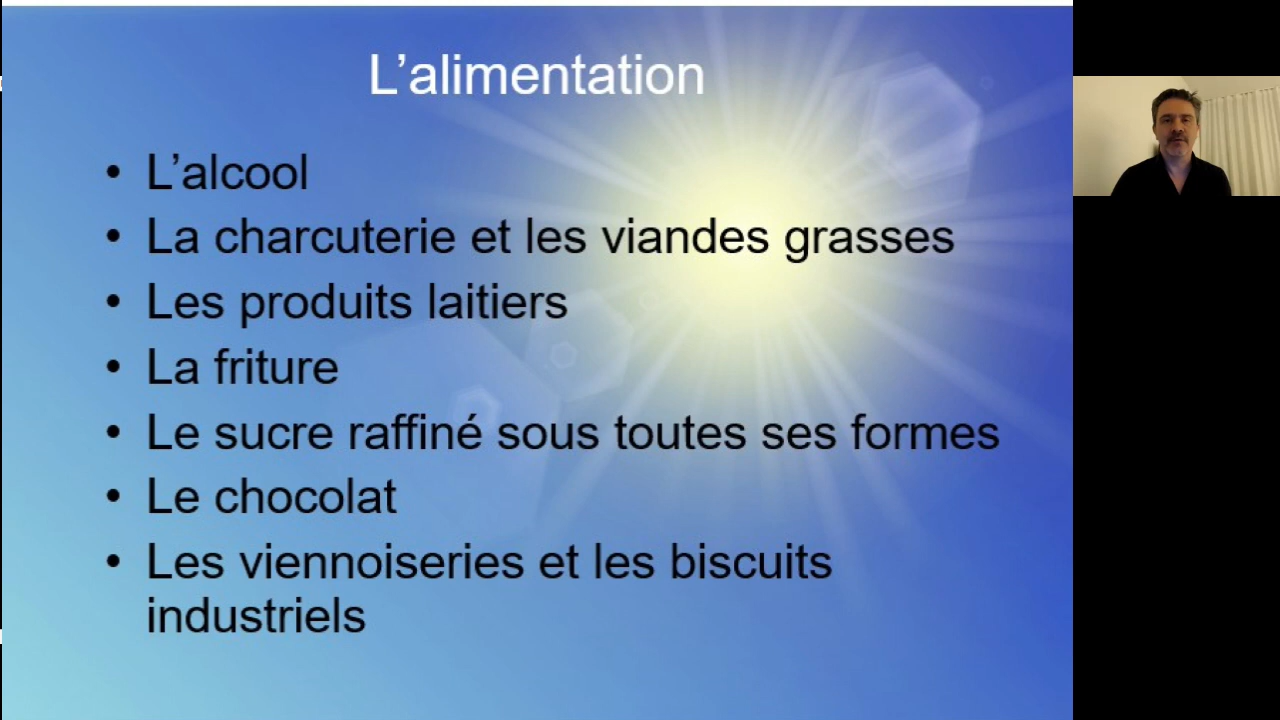 L’alimentation
• L’alcool
• La charcuterie et les viandes grasses
• Les produits laitiers
• La friture
• Le sucre raffiné sous toutes ses formes
• Le chocolat
• Les viennoiseries et les biscuits
industriels